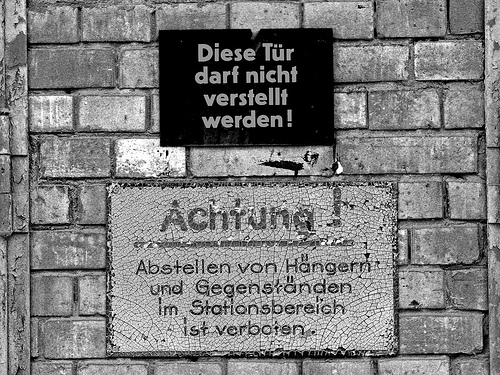 Diese Tür
darf nicht
verstellt
werden!
Achtung!
Abstellen von Hängern
und Gegenständen
im Stationsbereich
ist verboten.